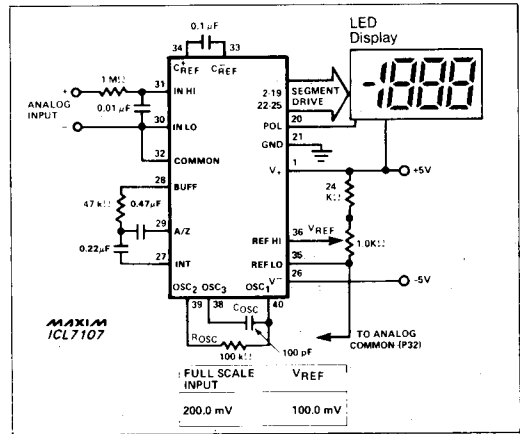 LED
Display
-1888
0.1 µF
34
33
C+REF
C-REF
1 MΩ
31
IN HI
+
ANALOG
INPUT
0.01 µF
-
30
IN LO
32
COMMON
28
BUFF
47 kΩ
0.47µF
29
A/Z
0.22µF
27
INT
2-19
22-25
SEGMENT
DRIVE
POL
20
GND
21
V+
1
+5V
24
KΩ
REF HI
36
VREF
1.0KΩ
REF LO
35
V-
26
-5V
OSC2
OSC3
OSC1
39
38
40
COSC
ROSC
100 kΩ
100 pF
MAXIM
ICL7107
TO ANALOG
COMMON (P32)
FULL SCALE
INPUT
VREF
200.0 mV
100.0 mV